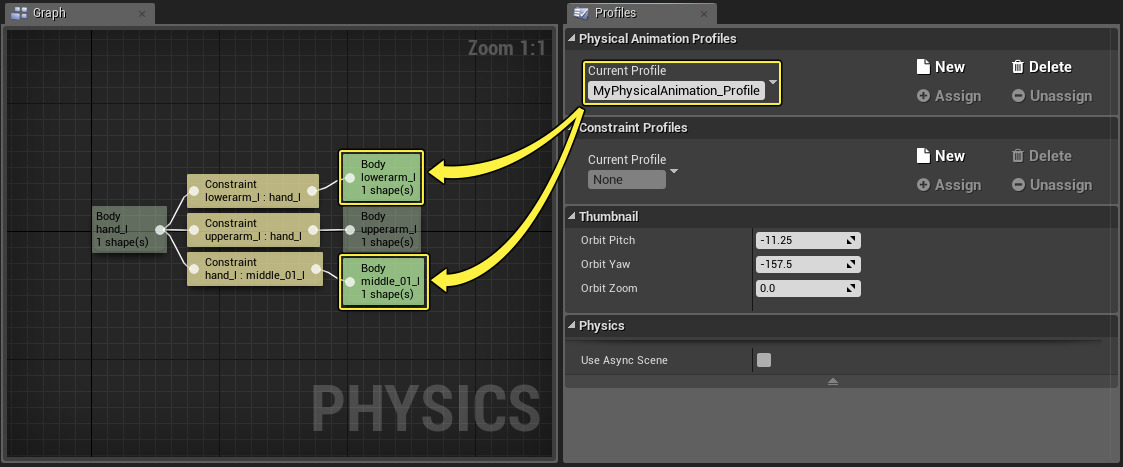 Graph
Zoom 1:1
Body
hand_l
1 shape(s)
Constraint
lowerarm_l : hand_l
Constraint
upperarm_l : hand_l
Constraint
hand_l : middle_01_l
Body
lowerarm_l
1 shape(s)
Body
upperarm_l
1 shape(s)
Body
middle_01_l
1 shape(s)
PHYSICS
Profiles
Physical Animation Profiles
Current Profile
MyPhysicalAnimation_Profile
New
Delete
Assign
Unassign
Constraint Profiles
Current Profile
None
New
Delete
Assign
Unassign
Thumbnail
Orbit Pitch
-11.25
Orbit Yaw
-157.5
Orbit Zoom
0.0
Physics
Use Async Scene